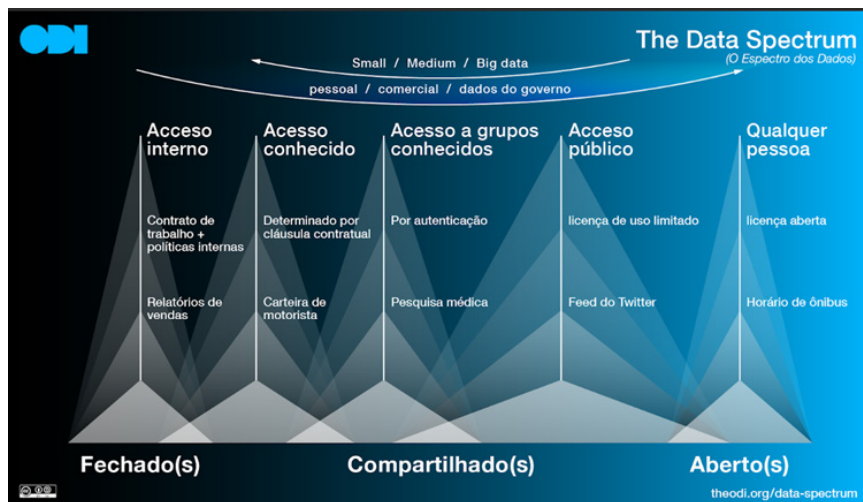 ODI
The Data Spectrum
(O Espectro dos Dados)
Small / Medium / Big data
pessoal / comercial / dados do governo
Acceso
interno
Acesso
conhecido
Acesso a grupos
conhecidos
Acceso
público
Qualquer
pessoa
Contrato de
trabalho +
políticas internas
Determinado por
cláusula contratual
Por autenticação
licença de uso limitado
licença aberta
Relatórios de
vendas
Carteira de
motorista
Pesquisa médica
Feed do Twitter
Horário de ônibus
Fechado(s)
Compartilhado(s)
Aberto(s)
theodi.org/data-spectrum